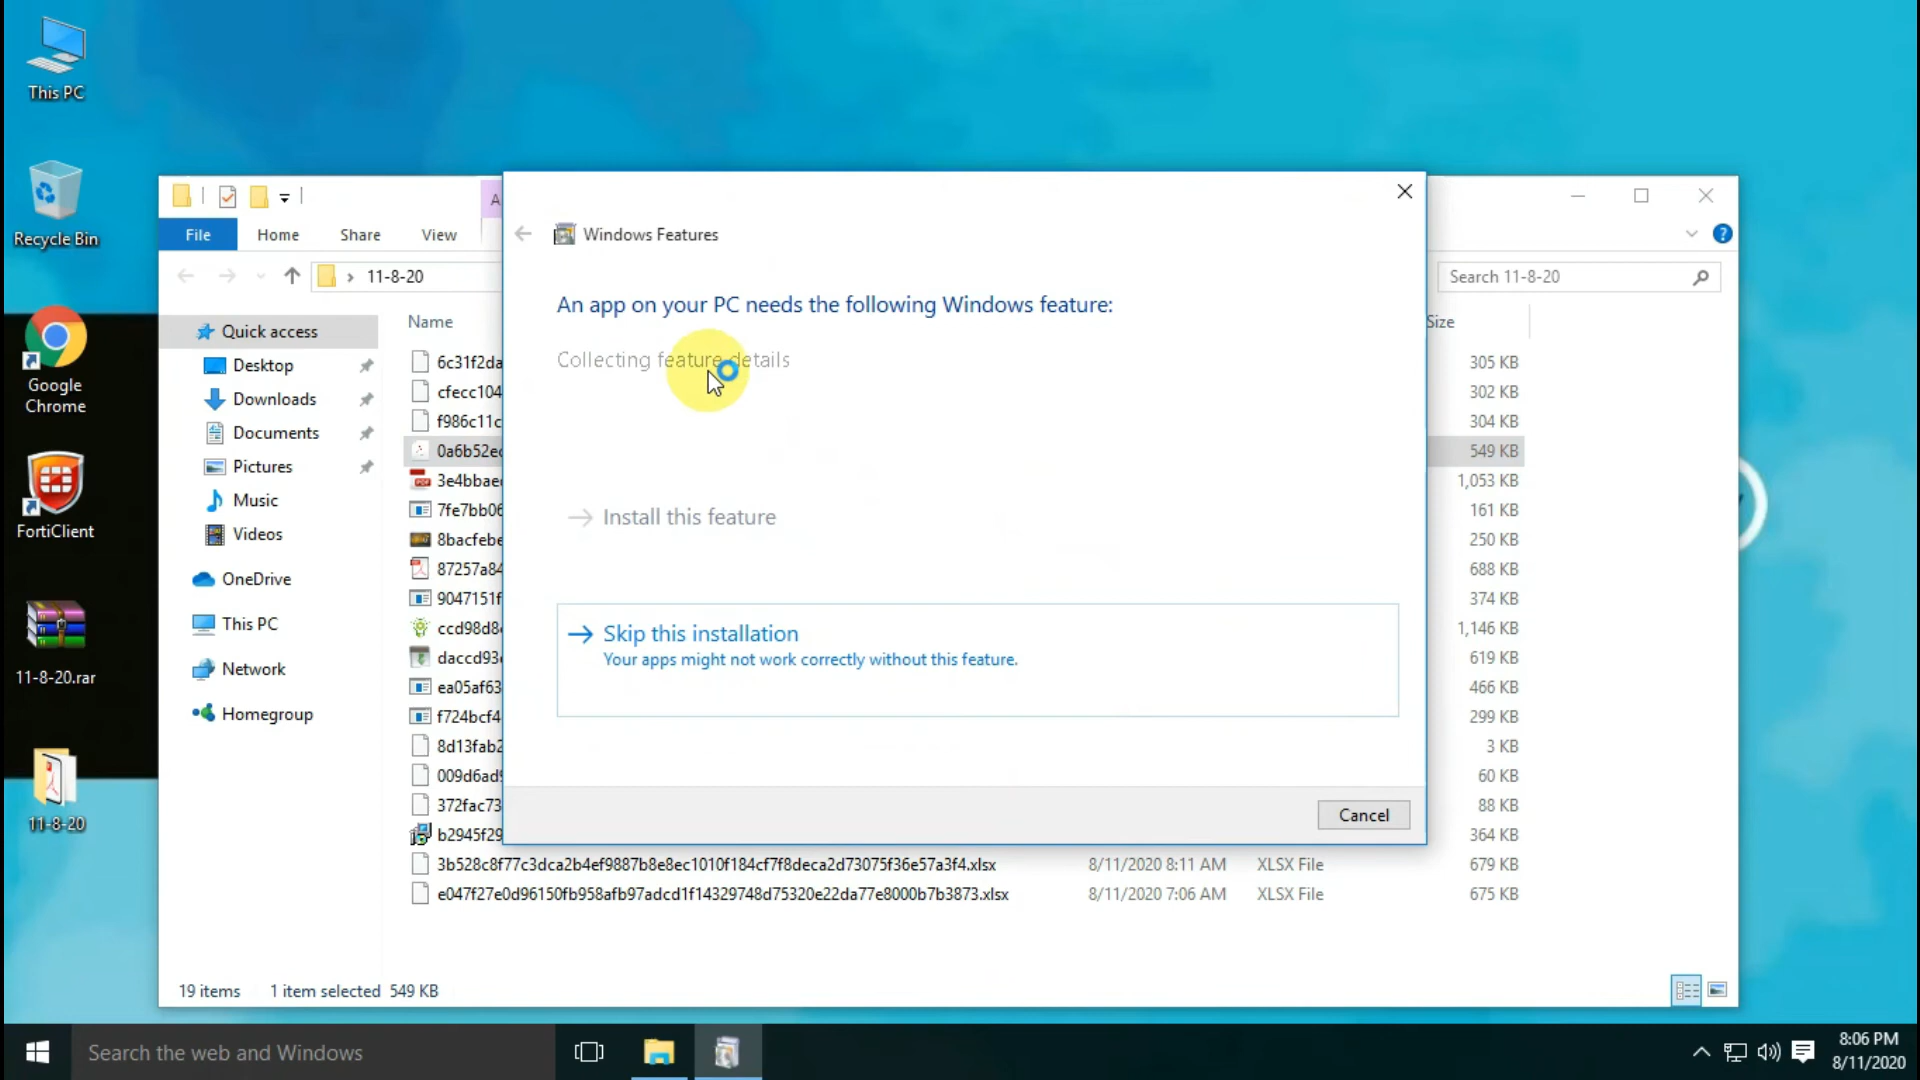 This PC
Recycle Bin
Google
Chrome
FortiClient
11-8-20.rar
11-8-20
File
Home
Share
View
A
11-8-20
Search 11-8-20
Quick access
Desktop
Downloads
Documents
Pictures
Music
Videos
OneDrive
This PC
Network
Homegroup
Name
Size
6c31f2da
305 KB
cfecc104
302 KB
f986c11c
304 KB
0a6b52ec
549 KB
3e4bbaec
1,053 KB
7fe7bb06
161 KB
8bacfebe
250 KB
87257a84
688 KB
9047151f
374 KB
ccd98d8
1,146 KB
daccd93
619 KB
ea05af63
466 KB
f724bcf4
299 KB
8d13fab2
3 KB
009d6ad9
60 KB
372fac73
88 KB
b2945f29
364 KB
3b528c8f77c3dca2b4ef9887b8e8ec1010f184cf7f8deca2d73075f36e57a3f4.xlsx 8/11/2020 8:11 AM XLSX File 679 KB
e047f27e0d96150fb958afb97adcd1f14329748d75320e22da77e8000b7b3873.xlsx 8/11/2020 7:06 AM XLSX File 675 KB
Windows Features
An app on your PC needs the following Windows feature:
Collecting feature details
Install this feature
Skip this installation
Your apps might not work correctly without this feature.
Cancel
19 items 1 item selected 549 KB
Search the web and Windows
8:06 PM
8/11/2020